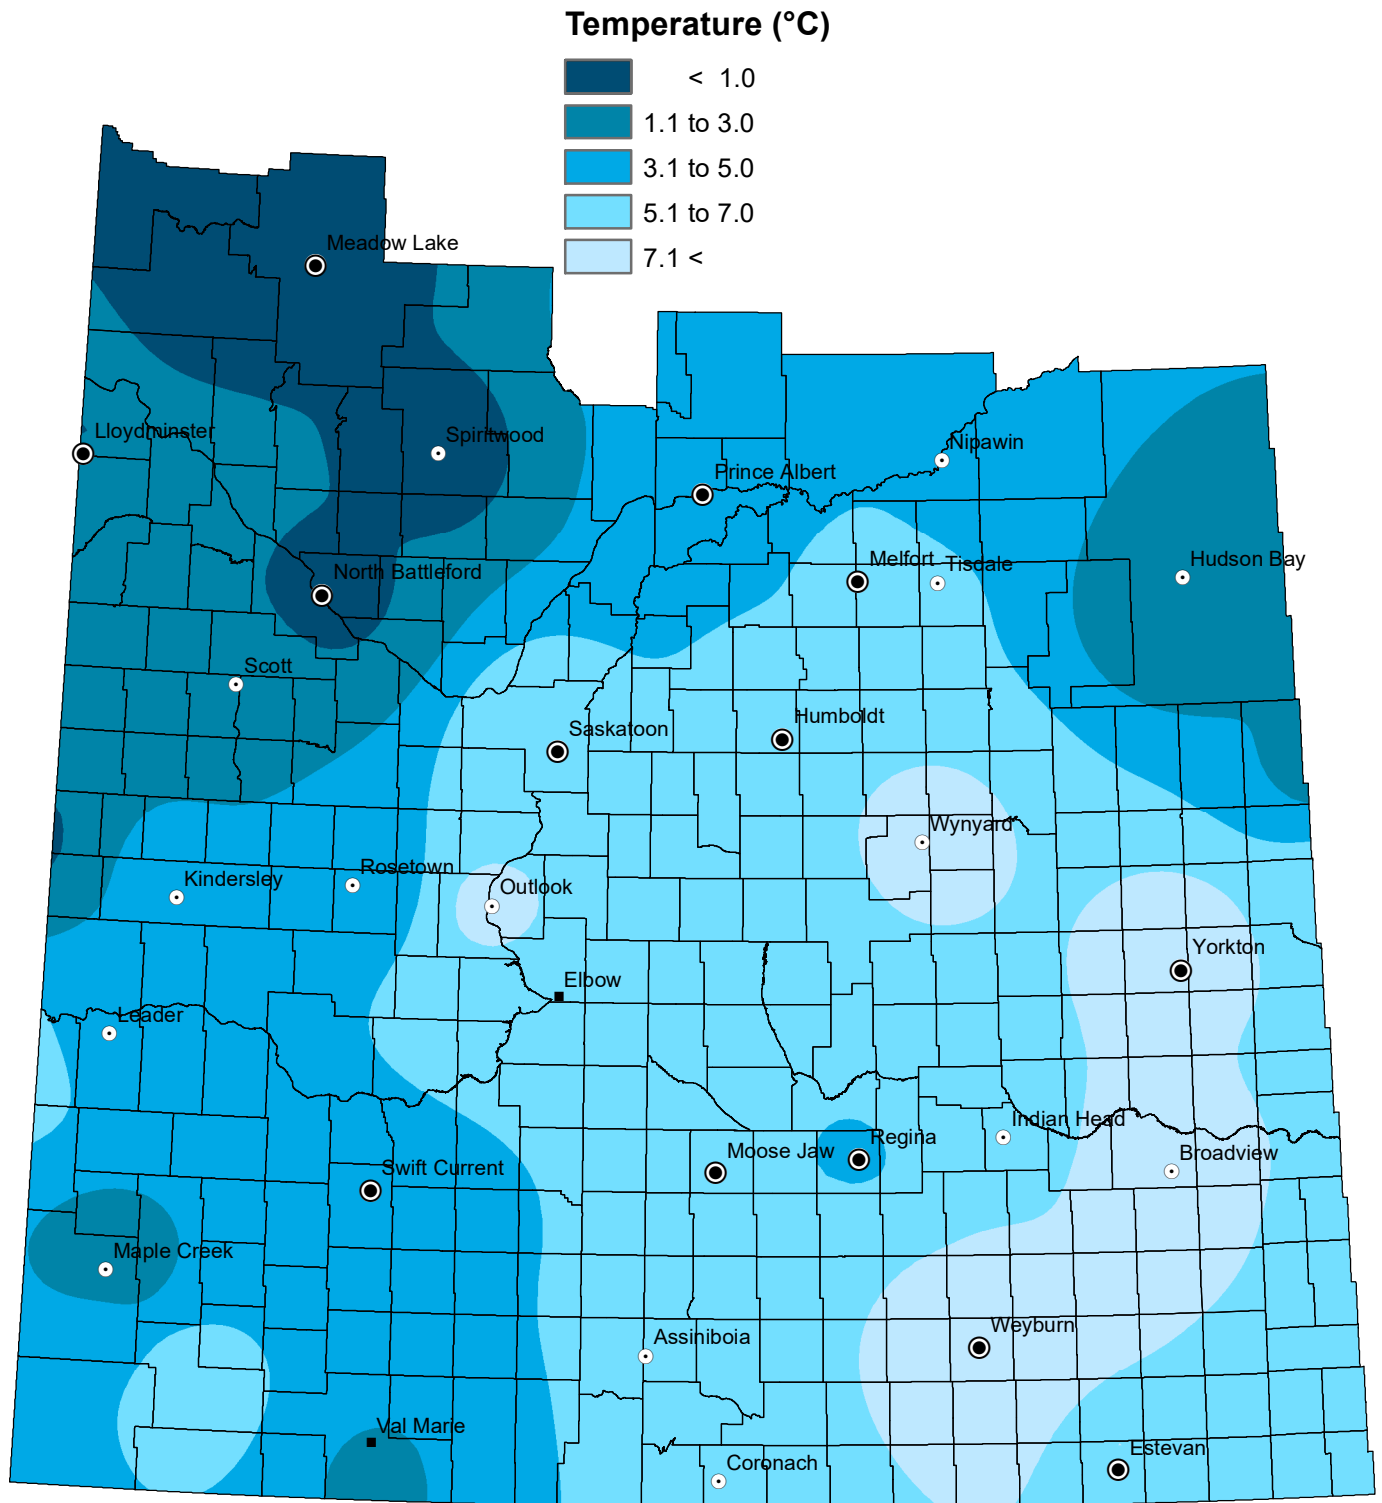 Temperature (°C)
< 1.0
1.1 to 3.0
3.1 to 5.0
5.1 to 7.0
7.1 <
Meadow Lake
Lloydminster
Spiritwood
Nipawin
Prince Albert
Hudson Bay
Melfort
Tisdale
North Battleford
Scott
Humboldt
Saskatoon
Wynyard
Rosetown
Kindersley
Outlook
Yorkton
Elbow
Leader
Indian Head
Regina
Moose Jaw
Broadview
Swift Current
Maple Creek
Weyburn
Assiniboia
Val Marie
Estevan
Coronach